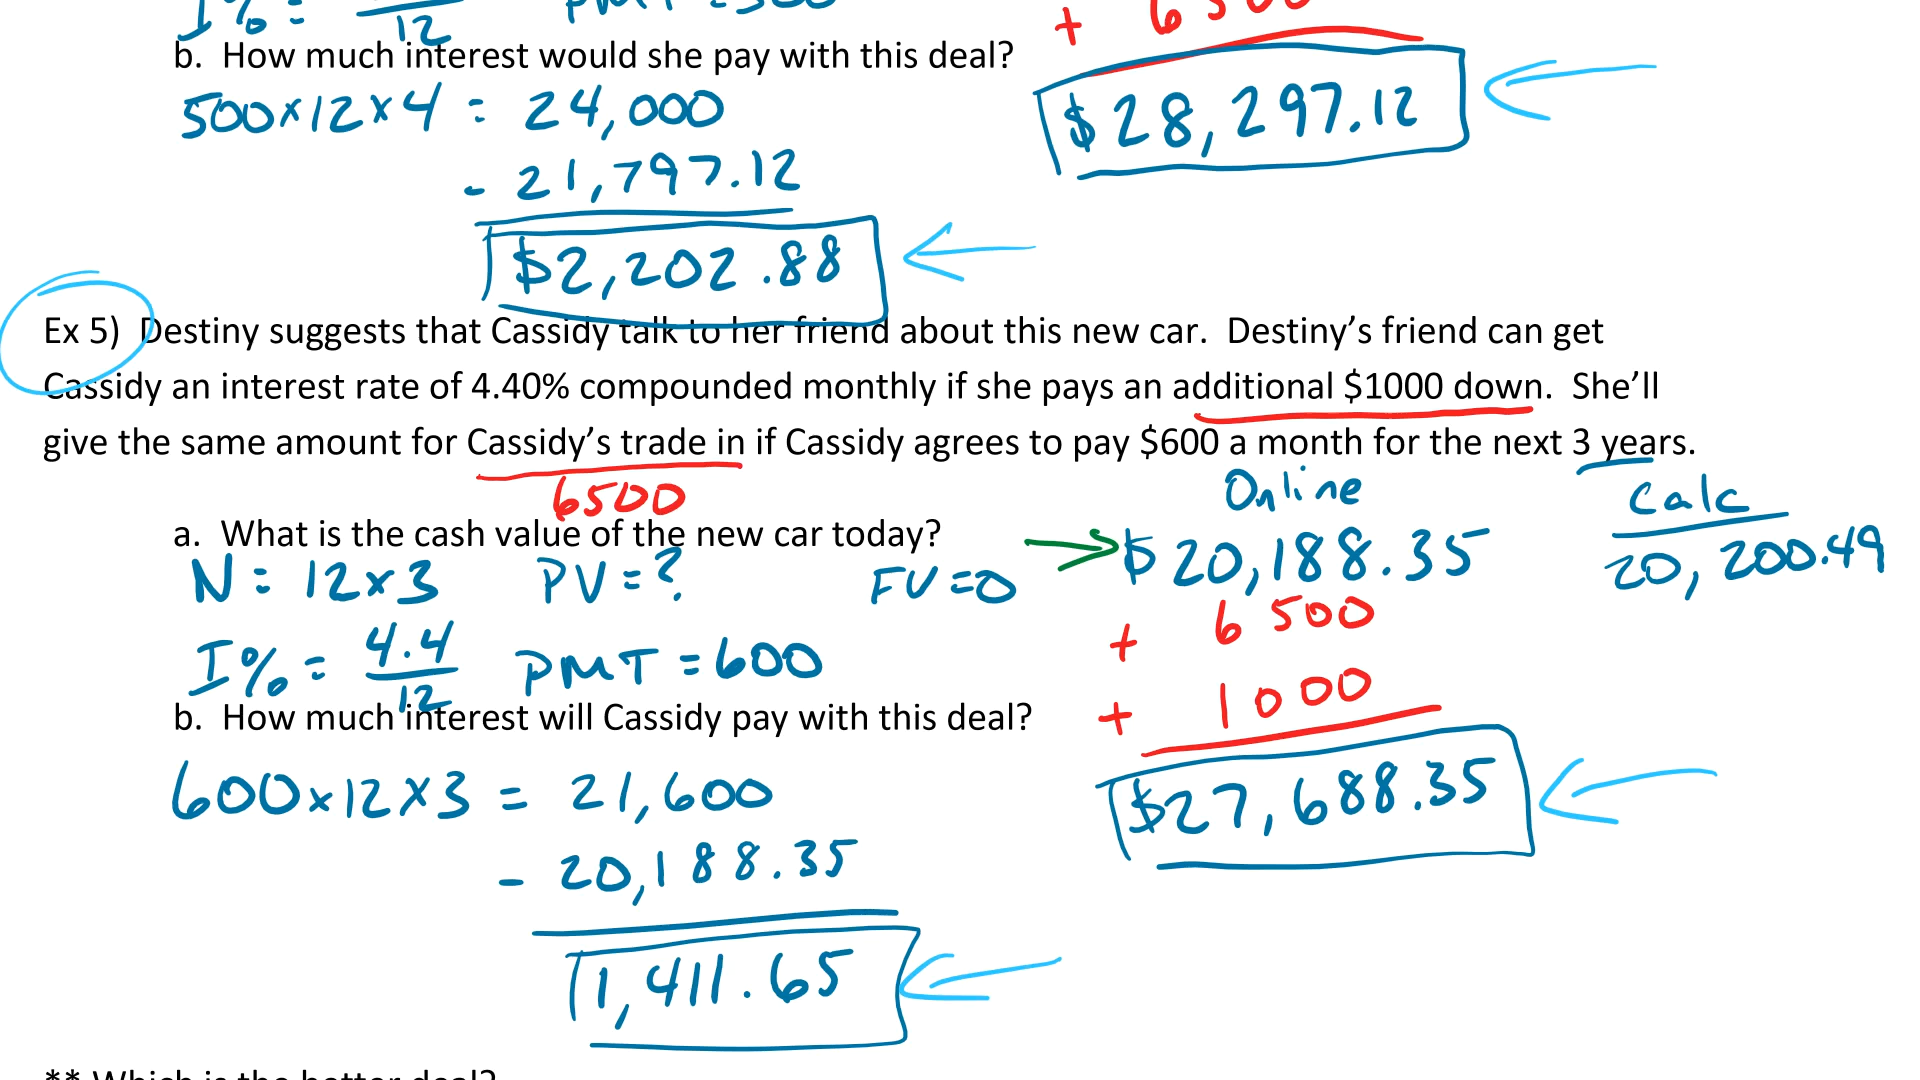 I% = 12 PMT = 500
+ 6500
b. How much interest would she pay with this deal?
$28,297.12
500×12×4 = 24,000
- 21,797.12
$2,202.88
Ex 5) Destiny suggests that Cassidy talk to her friend about this new car. Destiny’s friend can get
Cassidy an interest rate of 4.40% compounded monthly if she pays an additional $1000 down. She’ll
give the same amount for Cassidy’s trade in if Cassidy agrees to pay $600 a month for the next 3 years.
6500
Online
Calc
a. What is the cash value of the new car today?
$20,188.35
20,200.49
N = 12×3 PV = ? FV = 0
+ 6500
I% = 4.4/12 PMT = 600
+ 1000
b. How much interest will Cassidy pay with this deal?
$27,688.35
600×12×3 = 21,600
- 20,188.35
1,411.65
** Which is the better deal?